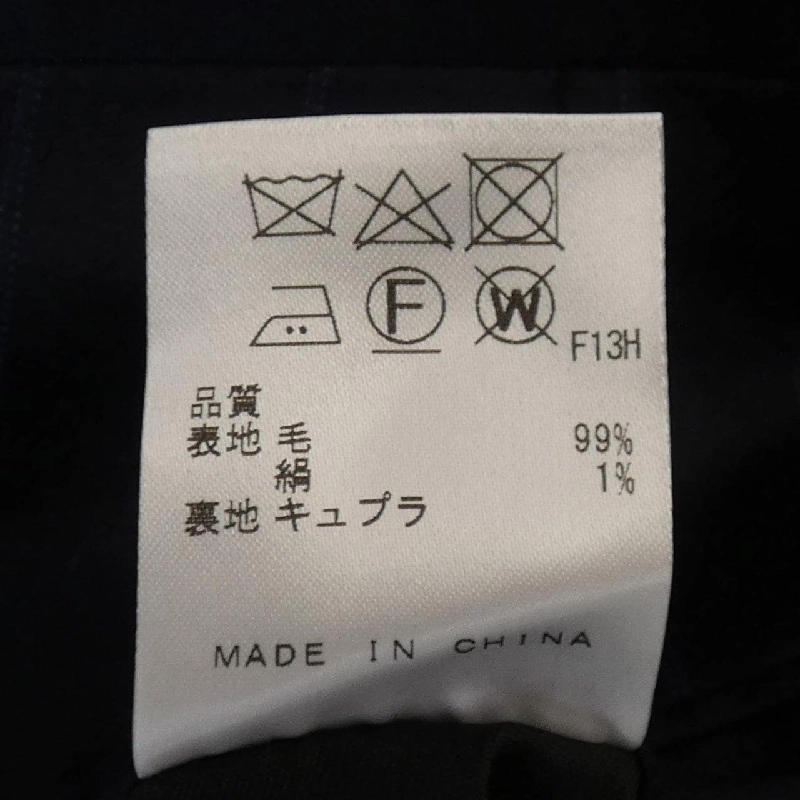 F W F13H
品質
表地 毛 99%
絹 1%
裏地 キュプラ
MADE IN CHINA